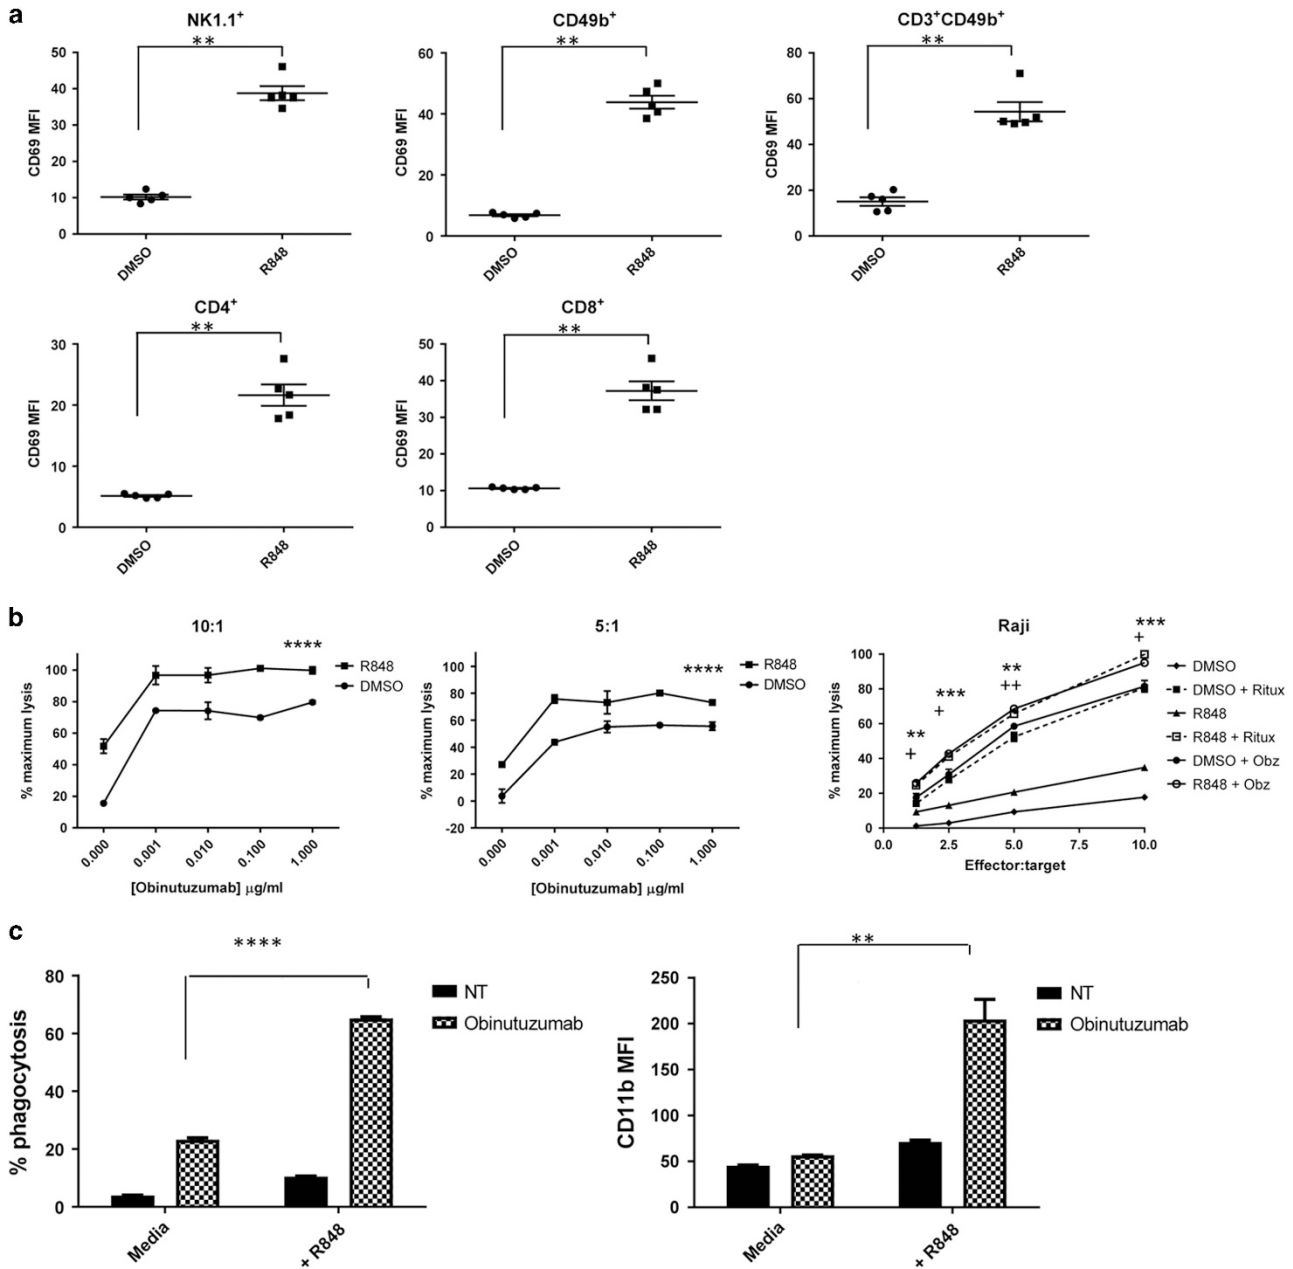 a
NK1.1+
**
50
40
30
20
10
0
CD69 MFI
DMSO
R848
CD49b+
**
60
40
20
0
CD69 MFI
DMSO
R848
CD3+CD49b+
**
80
60
40
20
0
CD69 MFI
DMSO
R848
CD4+
**
30
20
10
0
CD69 MFI
DMSO
R848
CD8+
**
50
40
30
20
10
0
CD69 MFI
DMSO
R848
b
10:1
****
100
80
60
40
20
0
% maximum lysis
0.000
0.001
0.010
0.100
1.000
[Obinutuzumab] μg/ml
R848
DMSO
5:1
****
100
80
60
40
20
0
-20
% maximum lysis
0.000
0.001
0.010
0.100
1.000
[Obinutuzumab] μg/ml
R848
DMSO
Raji
**
+
***
+
**
++
***
+
100
80
60
40
20
0
% maximum lysis
0.0
2.5
5.0
7.5
10.0
Effector:target
DMSO
DMSO + Ritux
R848
R848 + Ritux
DMSO + Obz
R848 + Obz
c
****
80
60
40
20
0
% phagocytosis
Media
+ R848
NT
Obinutuzumab
**
250
200
150
100
50
0
CD11b MFI
Media
+ R848
NT
Obinutuzumab